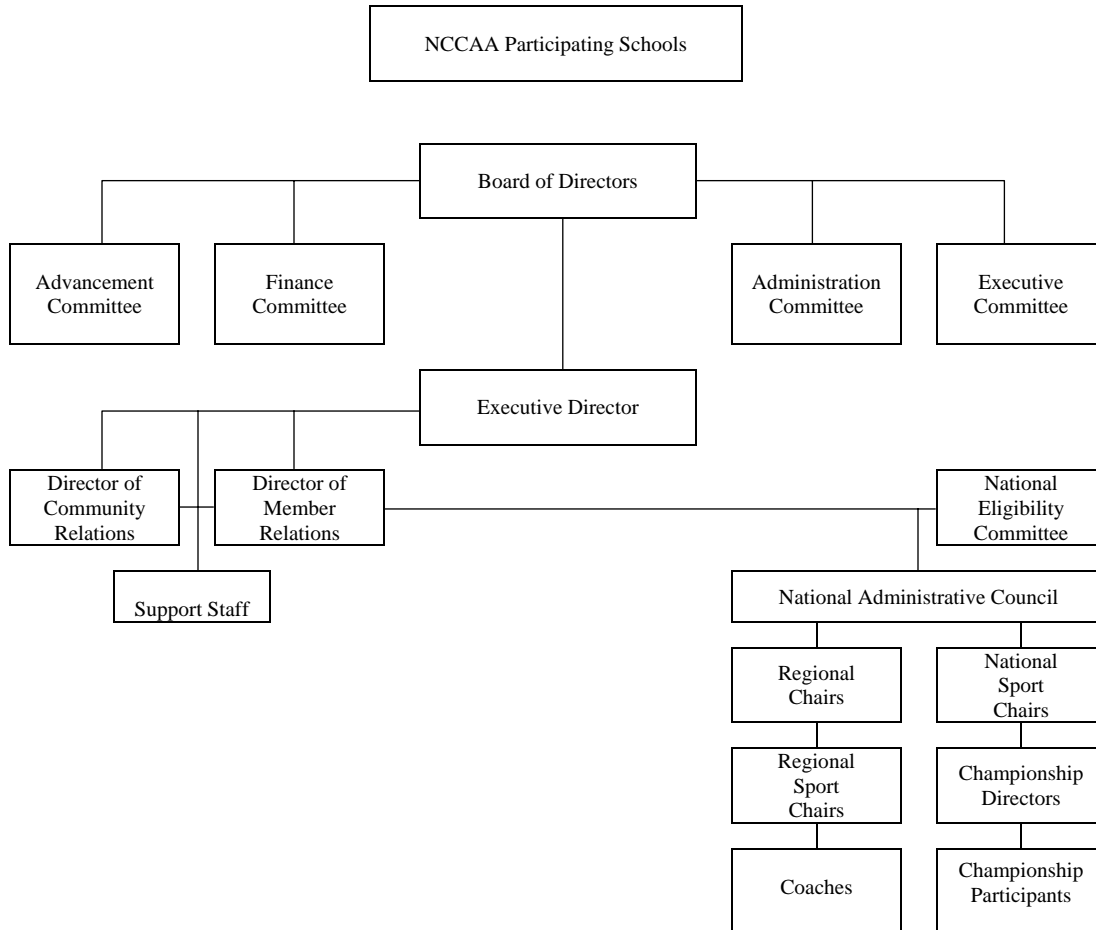 NCCAA Participating Schools
Board of Directors
Advancement
Committee
Finance
Committee
Administration
Committee
Executive
Committee
Executive Director
Director of
Community
Relations
Director of
Member
Relations
National
Eligibility
Committee
Support Staff
National Administrative Council
Regional
Chairs
National
Sport
Chairs
Regional
Sport
Chairs
Championship
Directors
Coaches
Championship
Participants